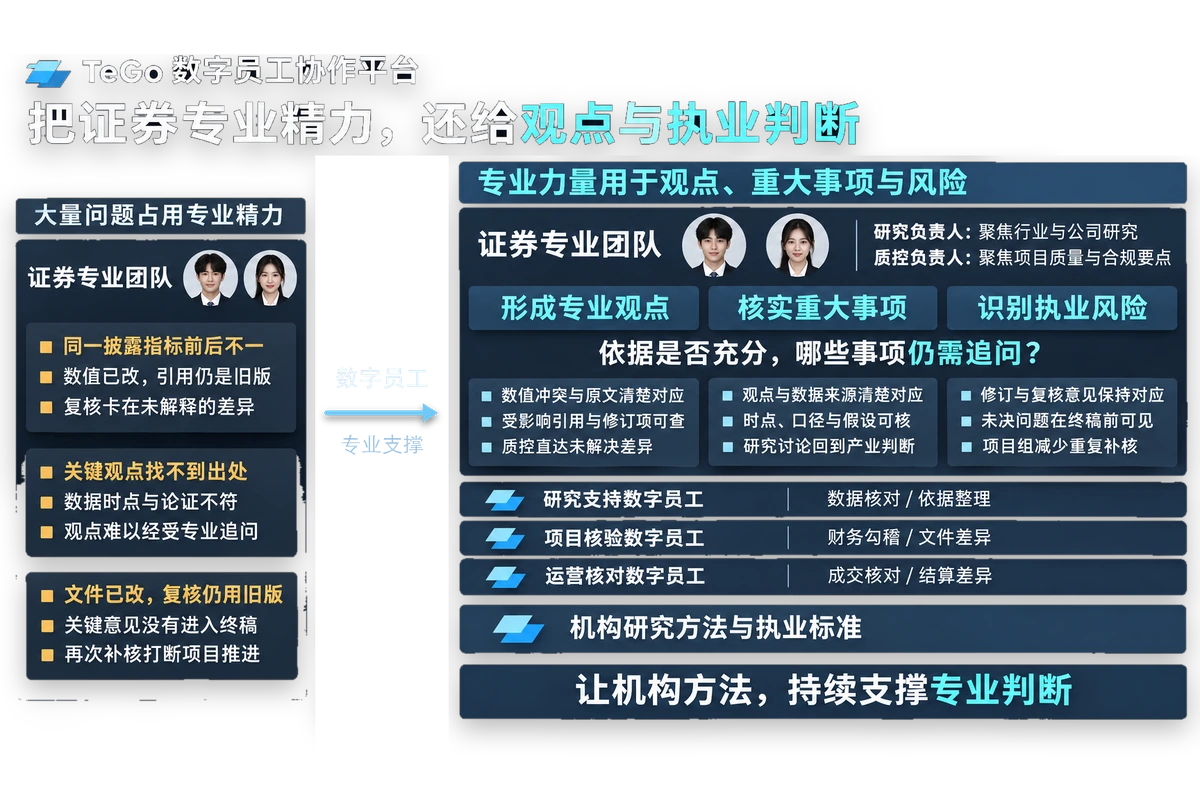 TeGo 数字员工协作平台
把证券专业精力，还给观点与执业判断
大量问题占用专业精力
证券专业团队
同一披露指标前后不一
数值已改，引用仍是旧版
复核卡在未解释的差异
关键观点找不到出处
数据时点与论证不符
观点难以经受专业追问
文件已改，复核仍用旧版
关键意见没有进入终稿
再次补核打断项目推进
数字员工
专业支撑
专业力量用于观点、重大事项与风险
证券专业团队
研究负责人：聚焦行业与公司研究
质控负责人：聚焦项目质量与合规要点
形成专业观点
核实重大事项
识别执业风险
依据是否充分，哪些事项仍需追问？
数值冲突与原文清楚对应
受影响引用与修订项可查
质控直达未解决差异
观点与数据来源清楚对应
时点、口径与假设可核
研究讨论回到产业判断
修订与复核意见保持对应
未决问题在终稿前可见
项目组减少重复补核
研究支持数字员工 | 数据核对 / 依据整理
项目核验数字员工 | 财务勾稽 / 文件差异
运营核对数字员工 | 成交核对 / 结算差异
机构研究方法与执业标准
让机构方法，持续支撑专业判断